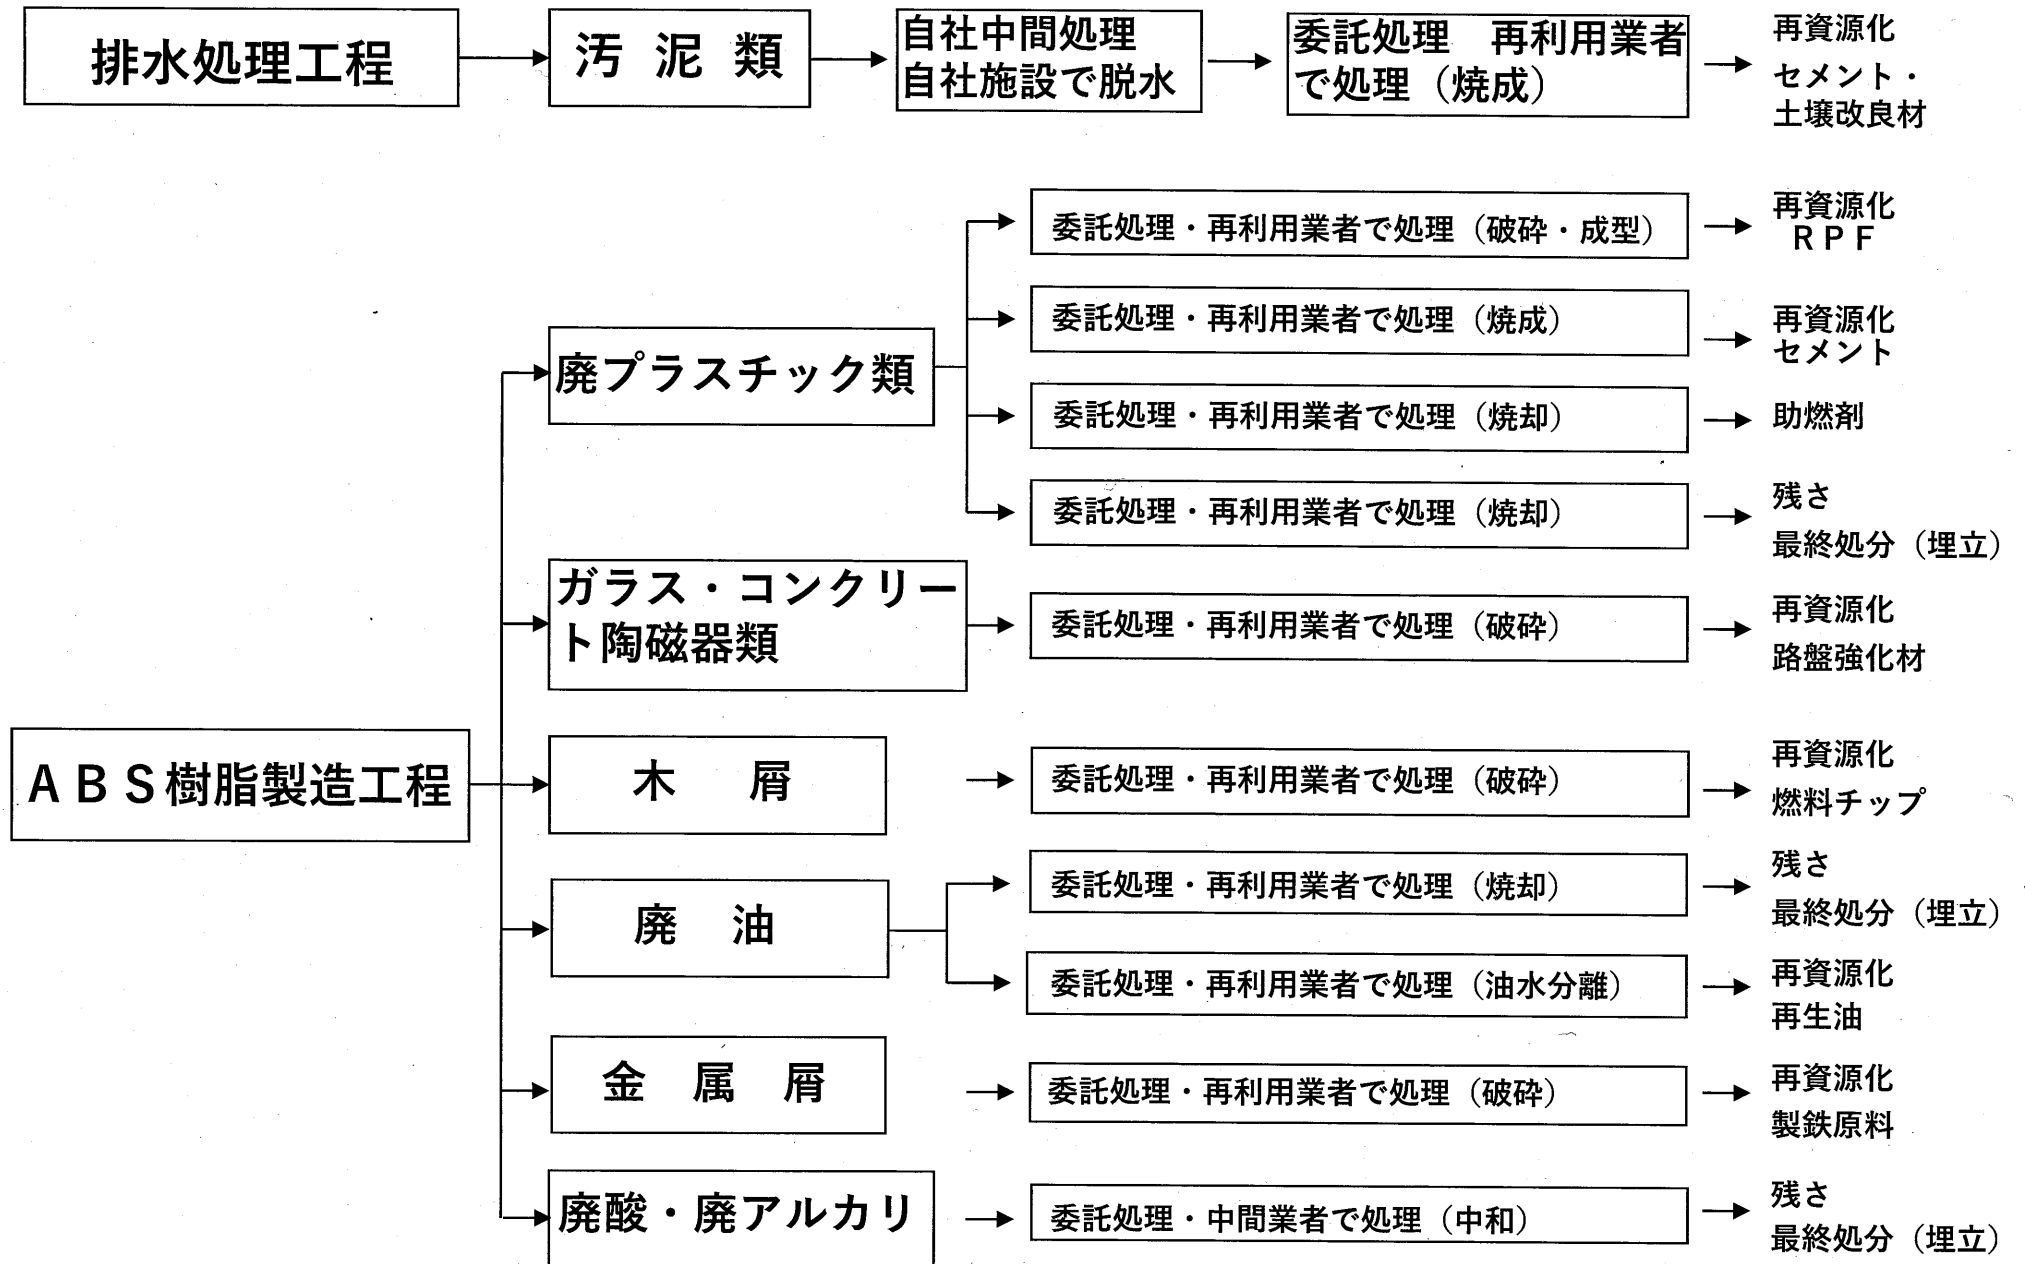 排水処理工程
汚泥類
自社中間処理
自社施設で脱水
委託処理　再利用業者
で処理（焼成）
再資源化
セメント・
土壌改良材
ＡＢＳ樹脂製造工程
廃プラスチック類
委託処理・再利用業者で処理（破砕・成型）
再資源化
ＲＰＦ
委託処理・再利用業者で処理（焼成）
再資源化
セメント
委託処理・再利用業者で処理（焼却）
助燃剤
委託処理・再利用業者で処理（焼却）
残さ
最終処分（埋立）
ガラス・コンクリー
ト陶磁器類
委託処理・再利用業者で処理（破砕）
再資源化
路盤強化材
木屑
委託処理・再利用業者で処理（破砕）
再資源化
燃料チップ
廃油
委託処理・再利用業者で処理（焼却）
残さ
最終処分（埋立）
委託処理・再利用業者で処理（油水分離）
再資源化
再生油
金属屑
委託処理・再利用業者で処理（破砕）
再資源化
製鉄原料
廃酸・廃アルカリ
委託処理・中間業者で処理（中和）
残さ
最終処分（埋立）